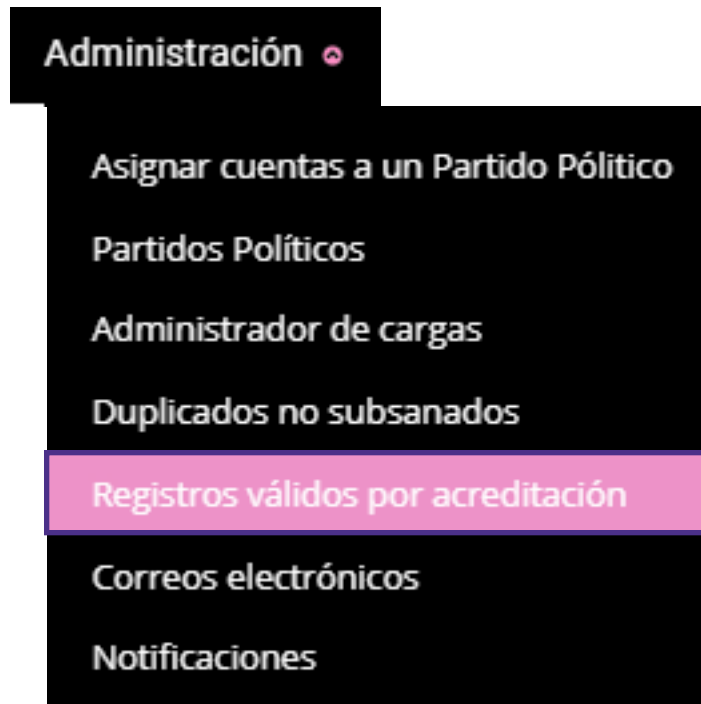 Administración
Asignar cuentas a un Partido Pólitico
Partidos Políticos
Administrador de cargas
Duplicados no subsanados
Registros válidos por acreditación
Correos electrónicos
Notificaciones